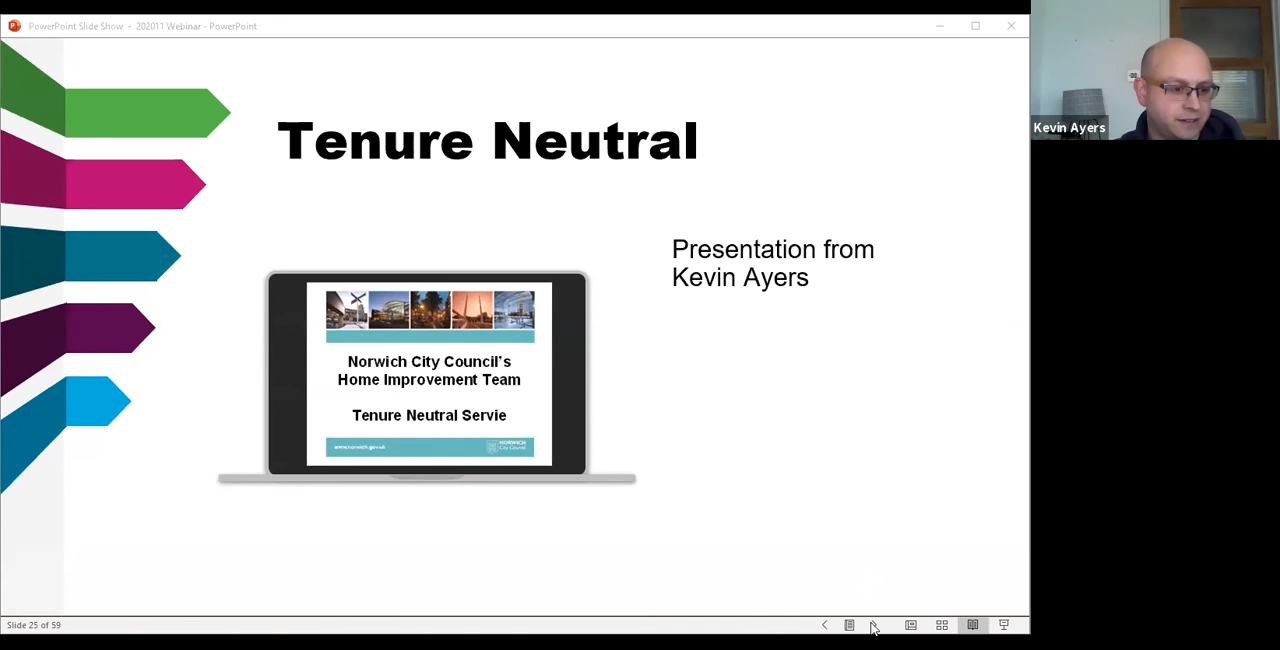 PowerPoint Slide Show - 202011 Webinar - PowerPoint
Kevin Ayers
Tenure Neutral
Presentation from
Kevin Ayers
Norwich City Council's
Home Improvement Team
Tenure Neutral Servie
www.norwich.gov.uk
NORWICH
City Council
Slide 25 of 59